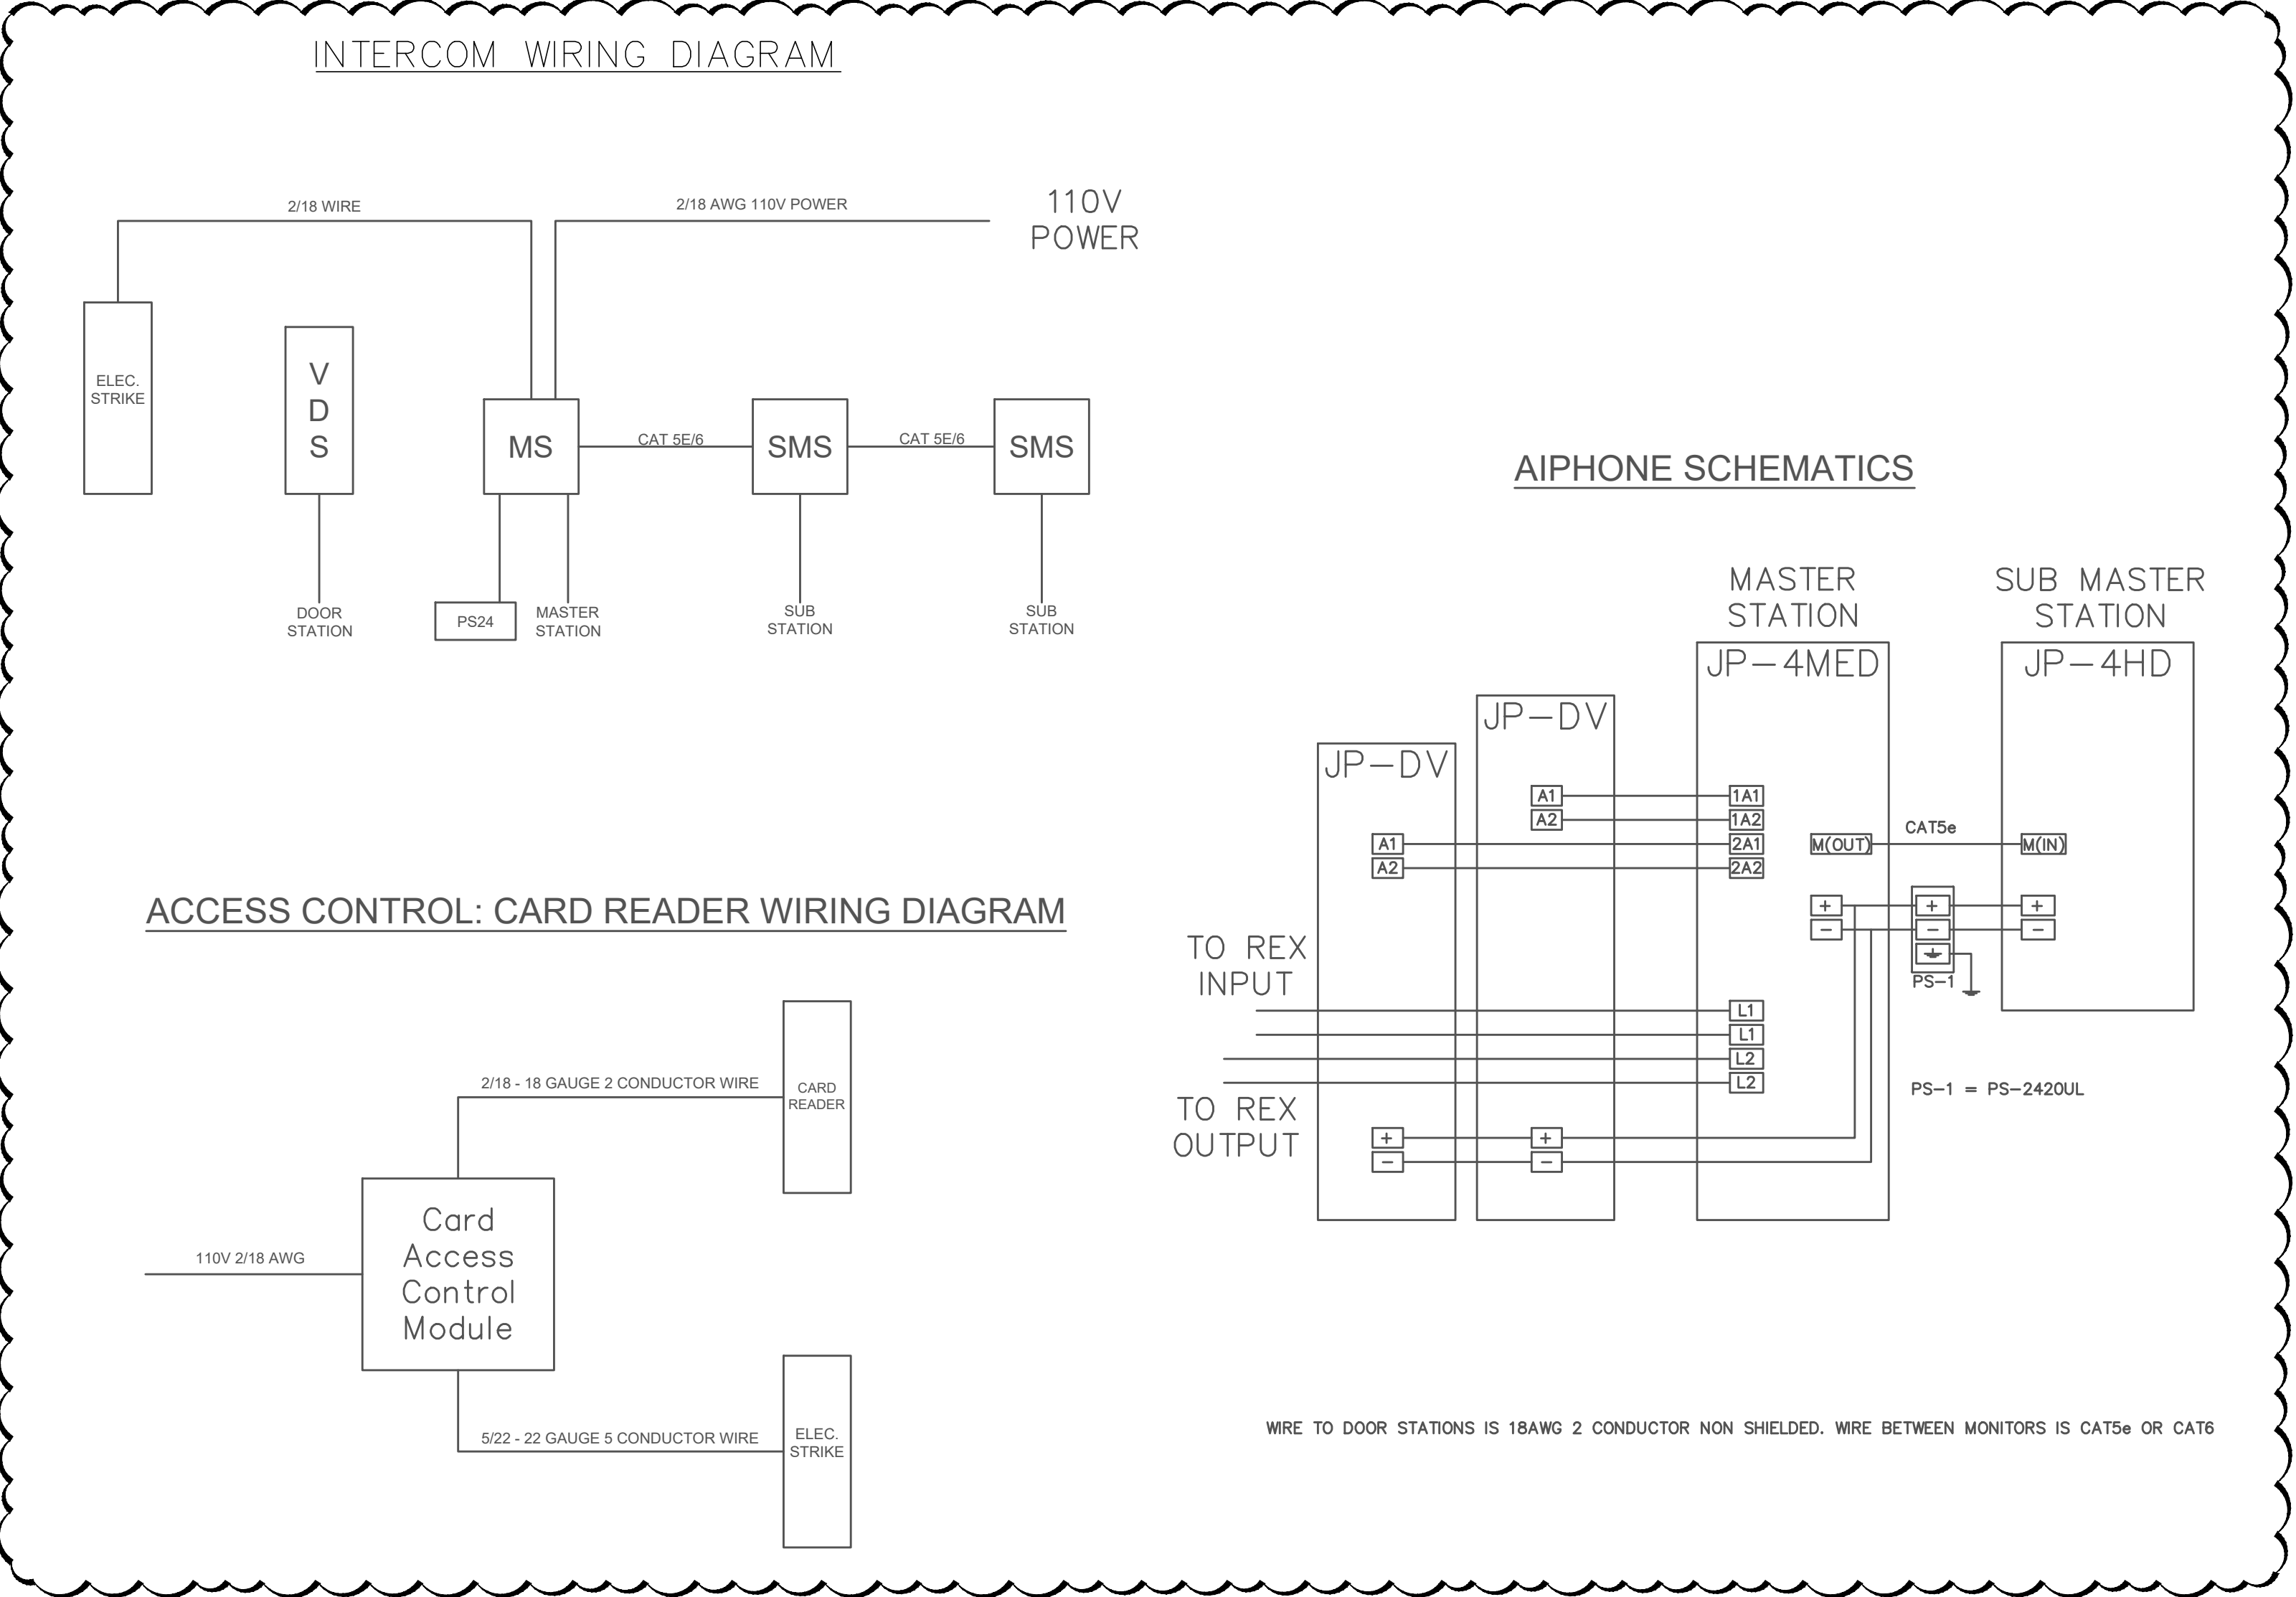 INTERCOM WIRING DIAGRAM
2/18 WIRE
2/18 AWG 110V POWER
110V
POWER
ELEC.
STRIKE
V
D
S
MS
CAT 5E/6
SMS
CAT 5E/6
SMS
DOOR
STATION
PS24
MASTER
STATION
SUB
STATION
SUB
STATION
ACCESS CONTROL: CARD READER WIRING DIAGRAM
2/18 - 18 GAUGE 2 CONDUCTOR WIRE
CARD
READER
110V 2/18 AWG
Card
Access
Control
Module
5/22 - 22 GAUGE 5 CONDUCTOR WIRE
ELEC.
STRIKE
AIPHONE SCHEMATICS
MASTER
STATION
SUB MASTER
STATION
JP-4MED
JP-4HD
JP-DV
JP-DV
A1
1A1
A2
1A2
A1
2A1
A2
2A2
M(OUT)
CAT5e
M(IN)
+
+
+
-
-
-
PS-1
TO REX
INPUT
L1
L1
L2
L2
TO REX
OUTPUT
+
+
-
-
PS-1 = PS-2420UL
WIRE TO DOOR STATIONS IS 18AWG 2 CONDUCTOR NON SHIELDED. WIRE BETWEEN MONITORS IS CAT5e OR CAT6